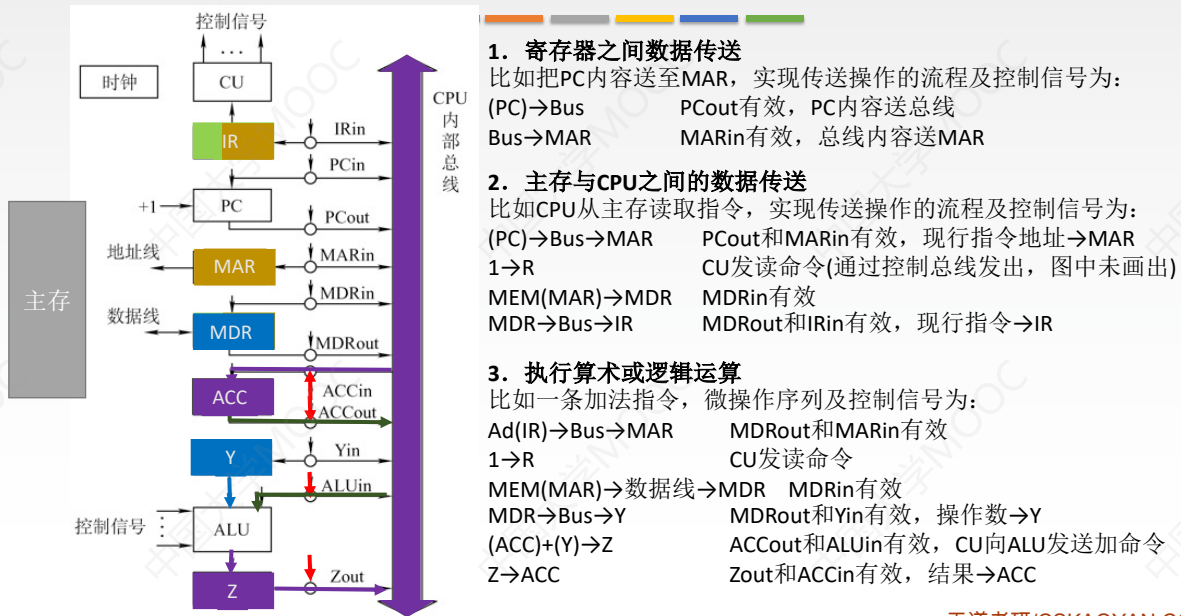 控制信号
...
时钟
CU
CPU内部总线
IR
IRin
PCin
+1
PC
PCout
地址线
MAR
MARin
主存
MDRin
数据线
MDR
MDRout
ACC
ACCin
ACCout
Y
Yin
ALUin
控制信号
ALU
Z
Zout
1. 寄存器之间数据传送
比如把PC内容送至MAR，实现传送操作的流程及控制信号为：
(PC)→Bus PCout有效，PC内容送总线
Bus→MAR MARin有效，总线内容送MAR
2. 主存与CPU之间的数据传送
比如CPU从主存读取指令，实现传送操作的流程及控制信号为：
(PC)→Bus→MAR PCout和MARin有效，现行指令地址→MAR
1→R CU发读命令(通过控制总线发出，图中未画出)
MEM(MAR)→MDR MDRin有效
MDR→Bus→IR MDRout和IRin有效，现行指令→IR
3. 执行算术或逻辑运算
比如一条加法指令，微操作序列及控制信号为：
Ad(IR)→Bus→MAR MDRout和MARin有效
1→R CU发读命令
MEM(MAR)→数据线→MDR MDRin有效
MDR→Bus→Y MDRout和Yin有效，操作数→Y
(ACC)+(Y)→Z ACCout和ALUin有效，CU向ALU发送加命令
Z→ACC Zout和ACCin有效，结果→ACC
中国大学MOOC